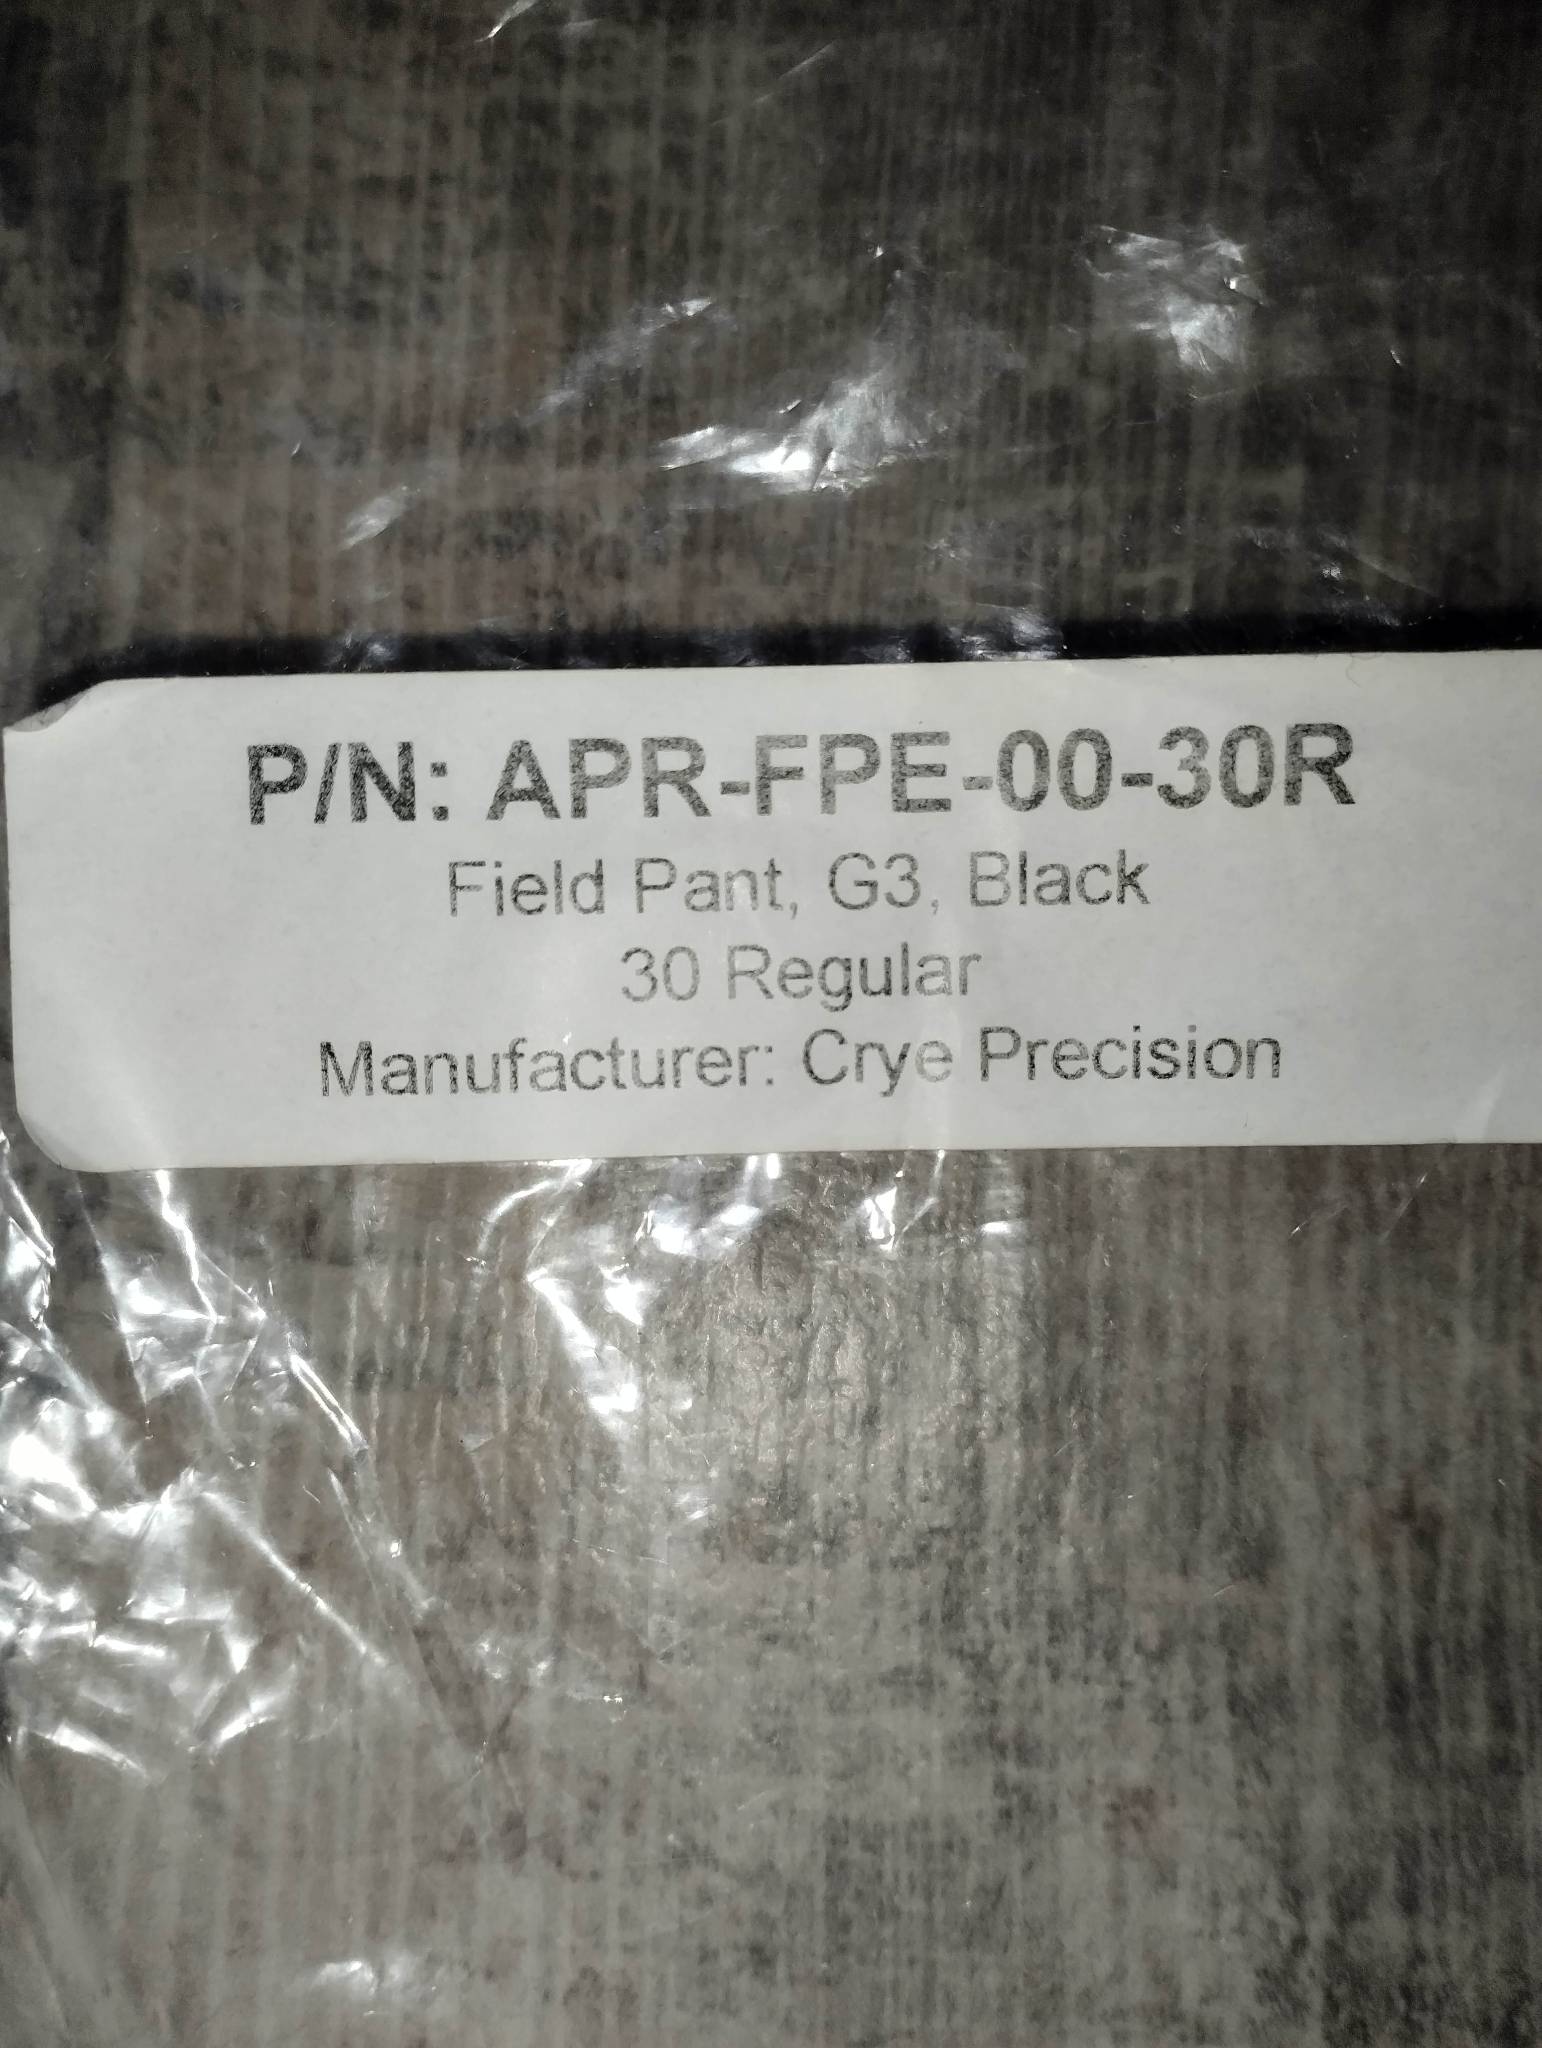 P/N: APR-FPE-00-30R
Field Pant, G3, Black
30 Regular
Manufacturer: Crye Precision